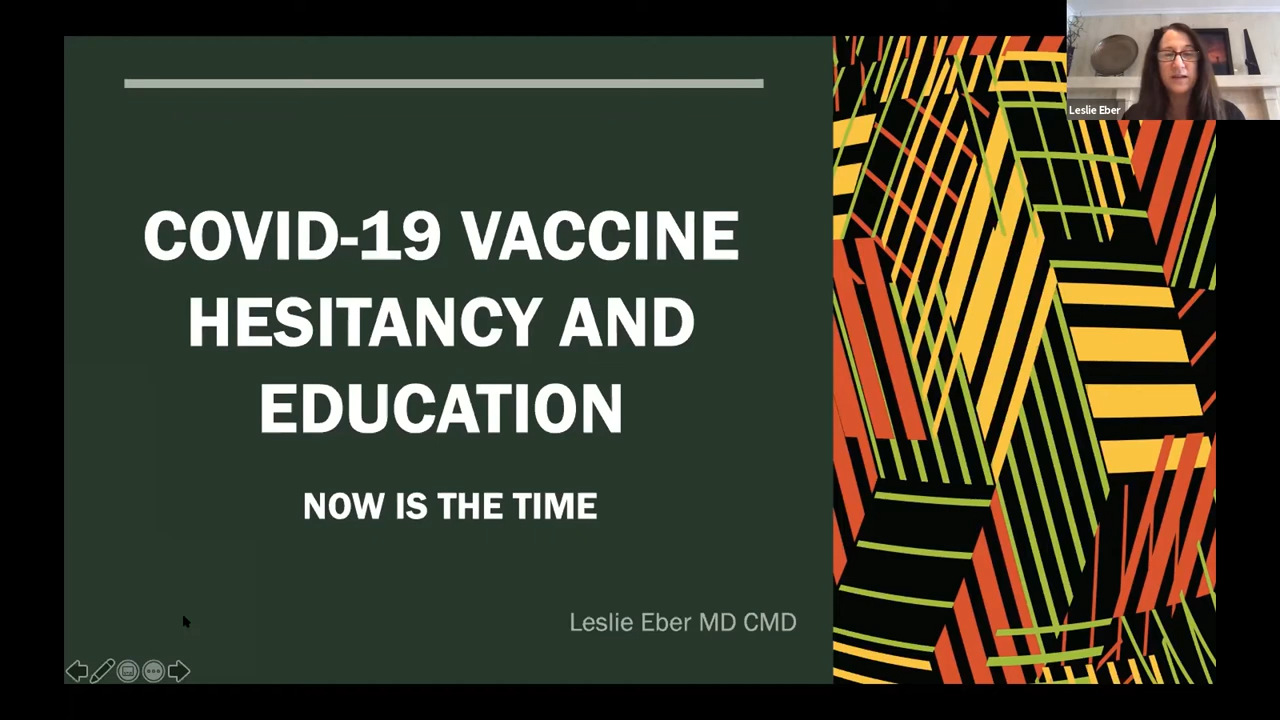 COVID-19 VACCINE
HESITANCY AND
EDUCATION
NOW IS THE TIME
Leslie Eber MD CMD
Leslie Eber